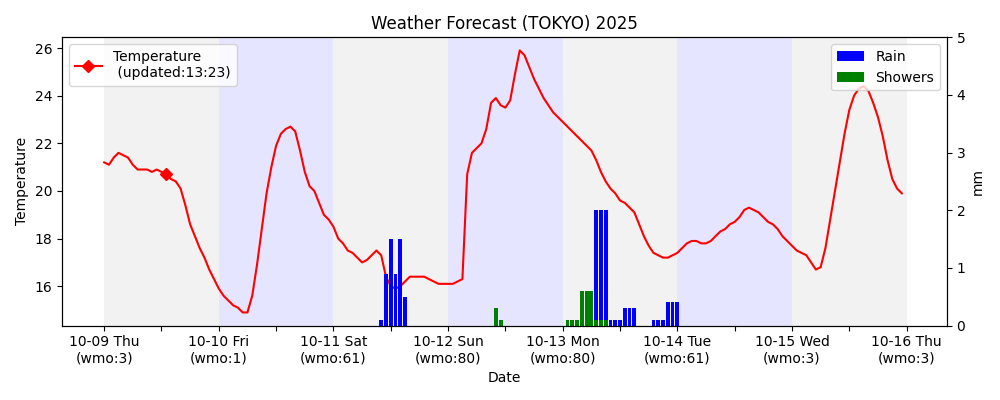 Weather Forecast (TOKYO) 2025
Temperature
(updated:13:23)
Rain
Showers
26
24
22
20
18
16
Temperature
5
4
3
2
1
0
mm
10-09 Thu 10-10 Fri 10-11 Sat 10-12 Sun 10-13 Mon 10-14 Tue 10-15 Wed 10-16 Thu
(wmo:3) (wmo:1) (wmo:61) (wmo:80) (wmo:80) (wmo:61) (wmo:3) (wmo:3)
Date